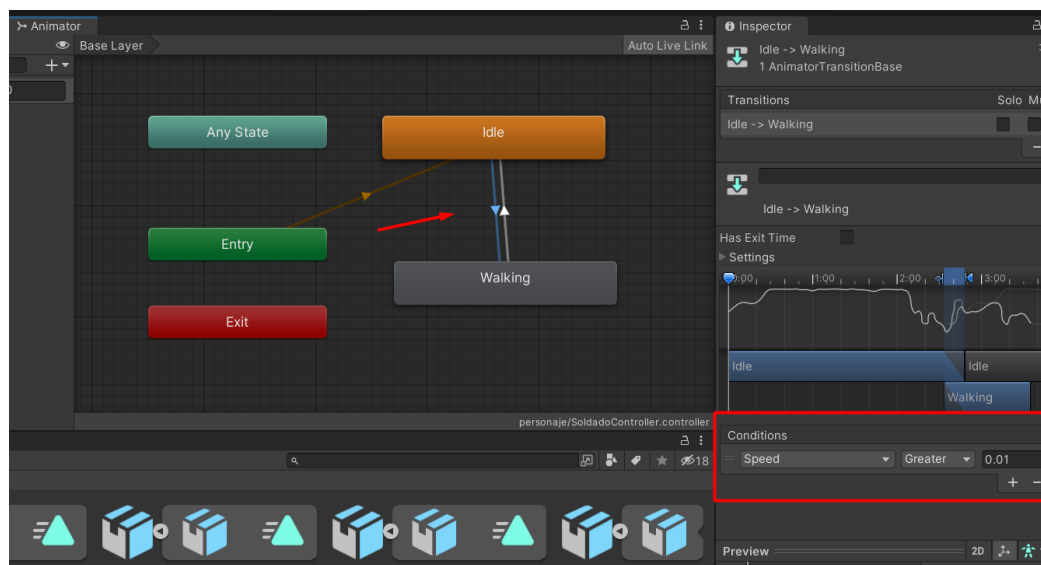 Animator
Base Layer
Auto Live Link
Any State
Idle
Entry
Walking
Exit
personaje/SoldadoController.controller
18
Inspector
Idle -> Walking
1 AnimatorTransitionBase
Transitions
Solo
Idle -> Walking
Idle -> Walking
Has Exit Time
Settings
0:00
1:00
2:00
3:00
Idle
Idle
Walking
Conditions
Speed
Greater
0.01
Preview
2D